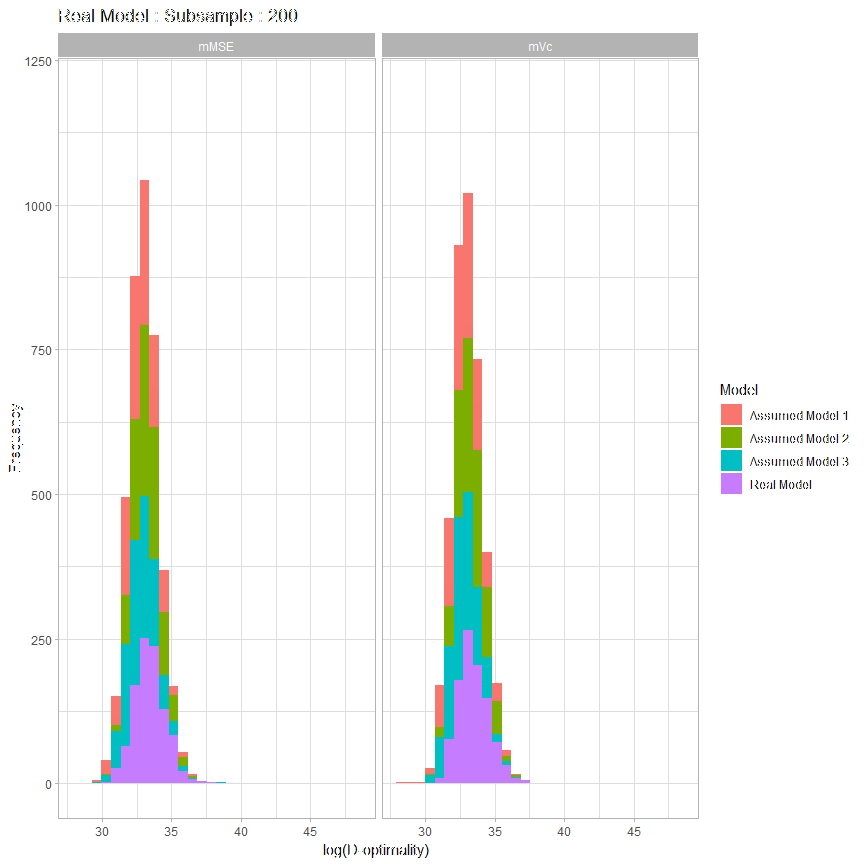 Real Model : Subsample : 200
mMSE
mVc
1250
1000
750
500
250
0
Frequency
30
35
40
45
30
35
40
45
log(D-optimality)
Model
Assumed Model 1
Assumed Model 2
Assumed Model 3
Real Model